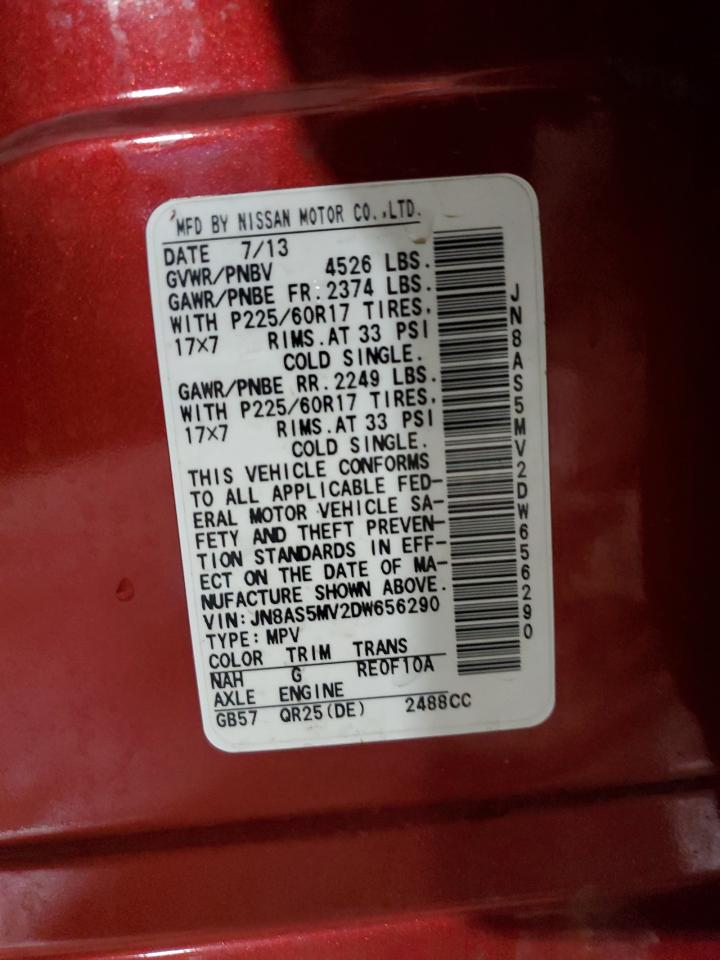 MFD BY NISSAN MOTOR CO.,LTD.
DATE 7/13
GVWR/PNBV 4526 LBS.
GAWR/PNBE FR.2374 LBS.
WITH P225/60R17 TIRES,
17X7 RIMS.AT 33 PSI
COLD SINGLE.
GAWR/PNBE RR.2249 LBS.
WITH P225/60R17 TIRES,
17X7 RIMS.AT 33 PSI
COLD SINGLE.
THIS VEHICLE CONFORMS
TO ALL APPLICABLE FED-
ERAL MOTOR VEHICLE SA-
FETY AND THEFT PREVEN-
TION STANDARDS IN EFF-
ECT ON THE DATE OF MA-
NUFACTURE SHOWN ABOVE.
VIN:JN8AS5MV2DW656290
TYPE:MPV
COLOR TRIM TRANS
NAH G RE0F10A
AXLE ENGINE
GB57 QR25(DE) 2488CC
JN8AS5MV2DW656290